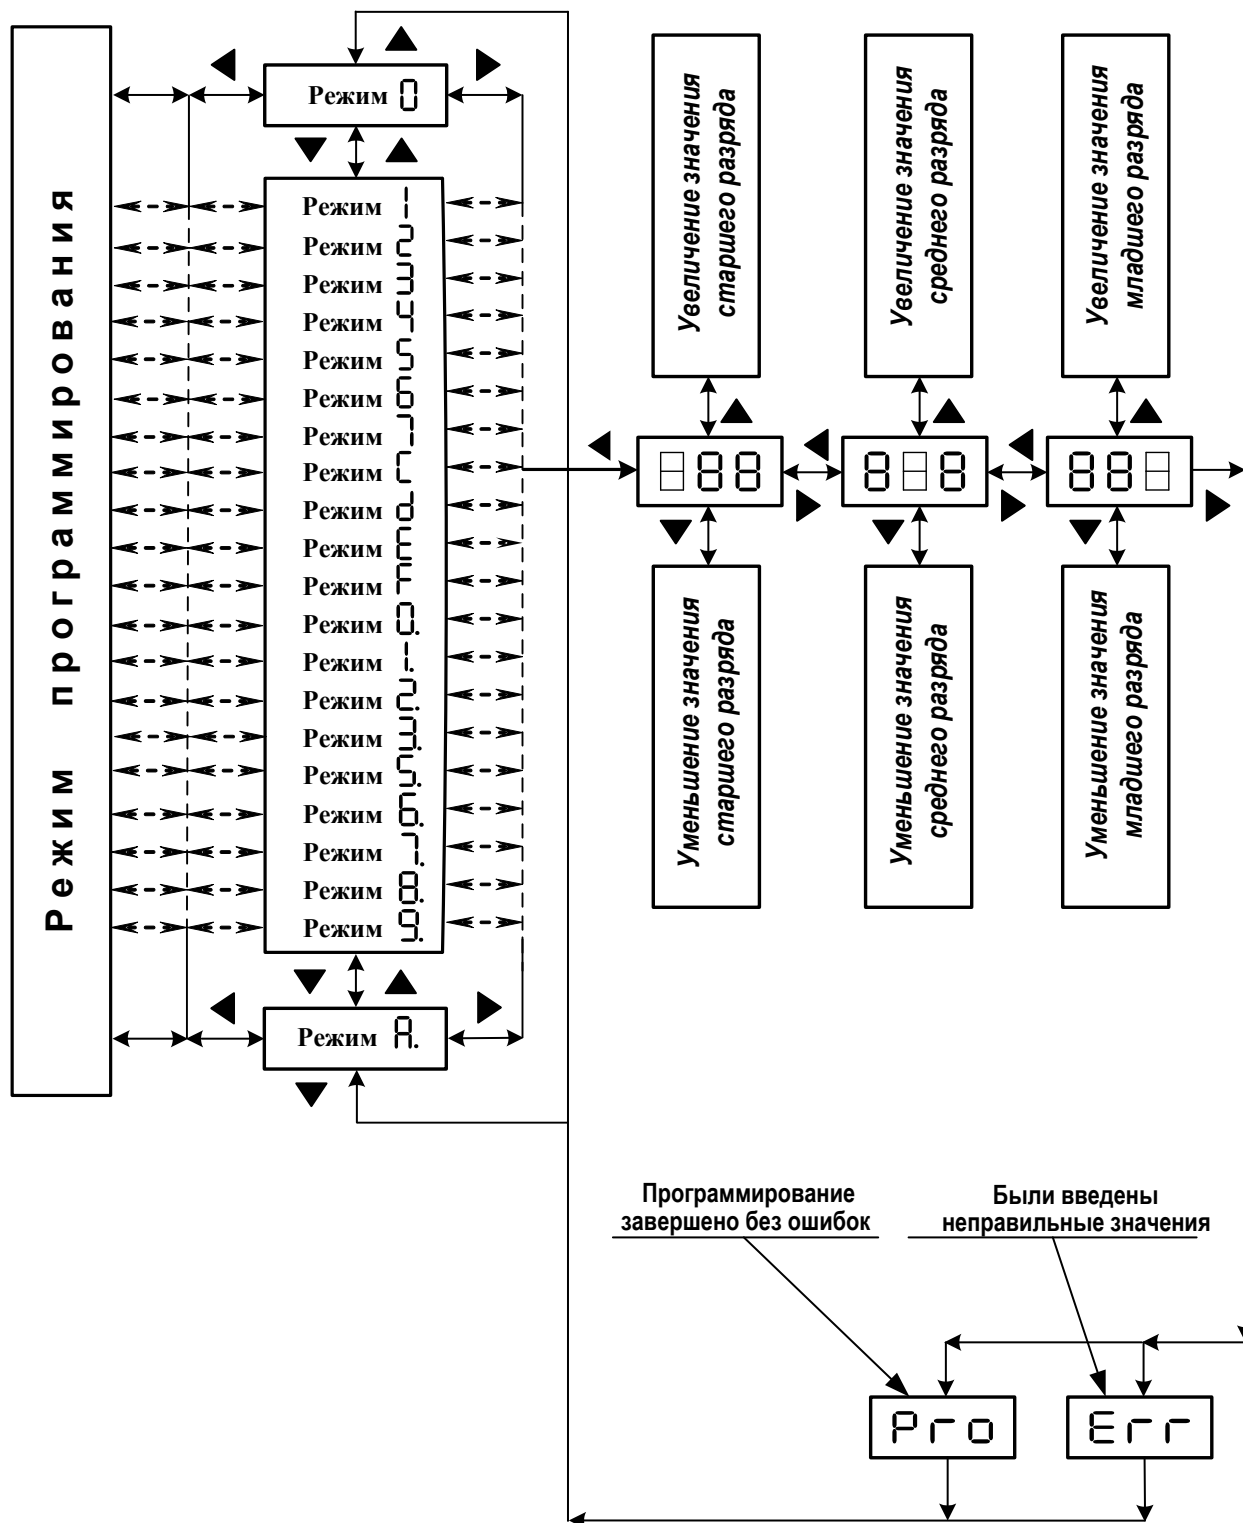 Режим программирования
Режим 0
Режим 1
Режим 2
Режим 3
Режим 4
Режим 5
Режим 6
Режим 7
Режим C
Режим d
Режим E
Режим F
Режим 0.
Режим 1.
Режим 2.
Режим 3.
Режим 5.
Режим 6.
Режим 7.
Режим 8.
Режим 9.
Режим A.
Увеличение значения
старшего разряда
Увеличение значения
среднего разряда
Увеличение значения
младшего разряда
888
888
888
Уменьшение значения
старшего разряда
Уменьшение значения
среднего разряда
Уменьшение значения
младшего разряда
Программирование
завершено без ошибок
Были введены
неправильные значения
Pro
Err